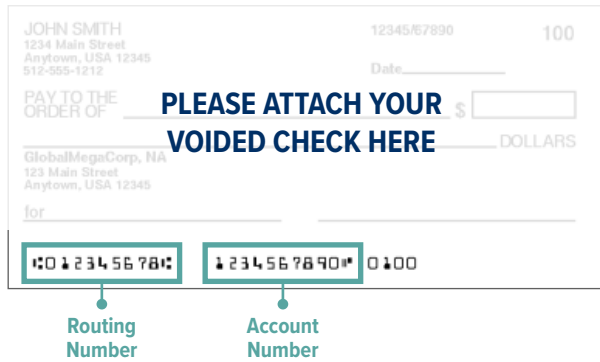 JOHN SMITH 12345/67890 100
1234 Main Street
Anytown, USA 12345
512-555-1212 Date
PAY TO THE
ORDER OF $
PLEASE ATTACH YOUR
VOIDED CHECK HERE
DOLLARS
GlobalMegaCorp, NA
123 Main Street
Anytown, USA 12345
for
⑆012345678⑆ 1234567890⑈ 0100
Routing
Number
Account
Number